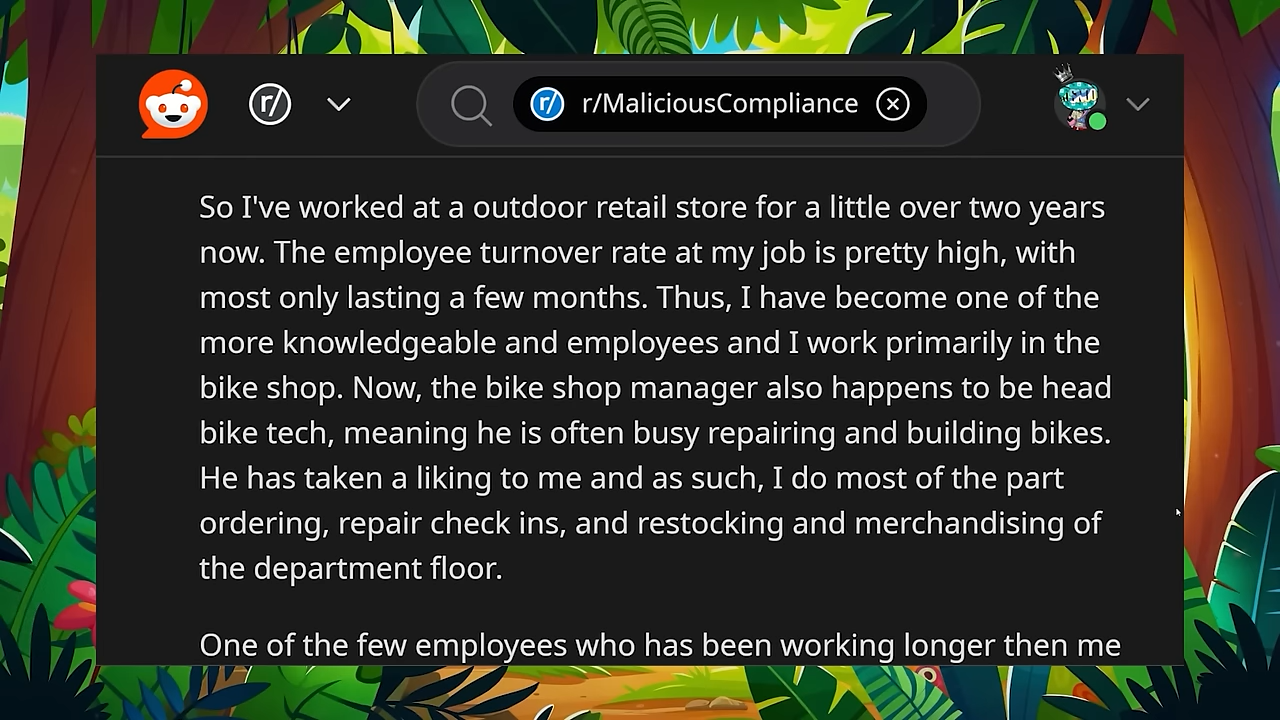 r/
r/
r/MaliciousCompliance
So I've worked at a outdoor retail store for a little over two years
now. The employee turnover rate at my job is pretty high, with
most only lasting a few months. Thus, I have become one of the
more knowledgeable and employees and I work primarily in the
bike shop. Now, the bike shop manager also happens to be head
bike tech, meaning he is often busy repairing and building bikes.
He has taken a liking to me and as such, I do most of the part
ordering, repair check ins, and restocking and merchandising of
the department floor.
One of the few employees who has been working longer then me